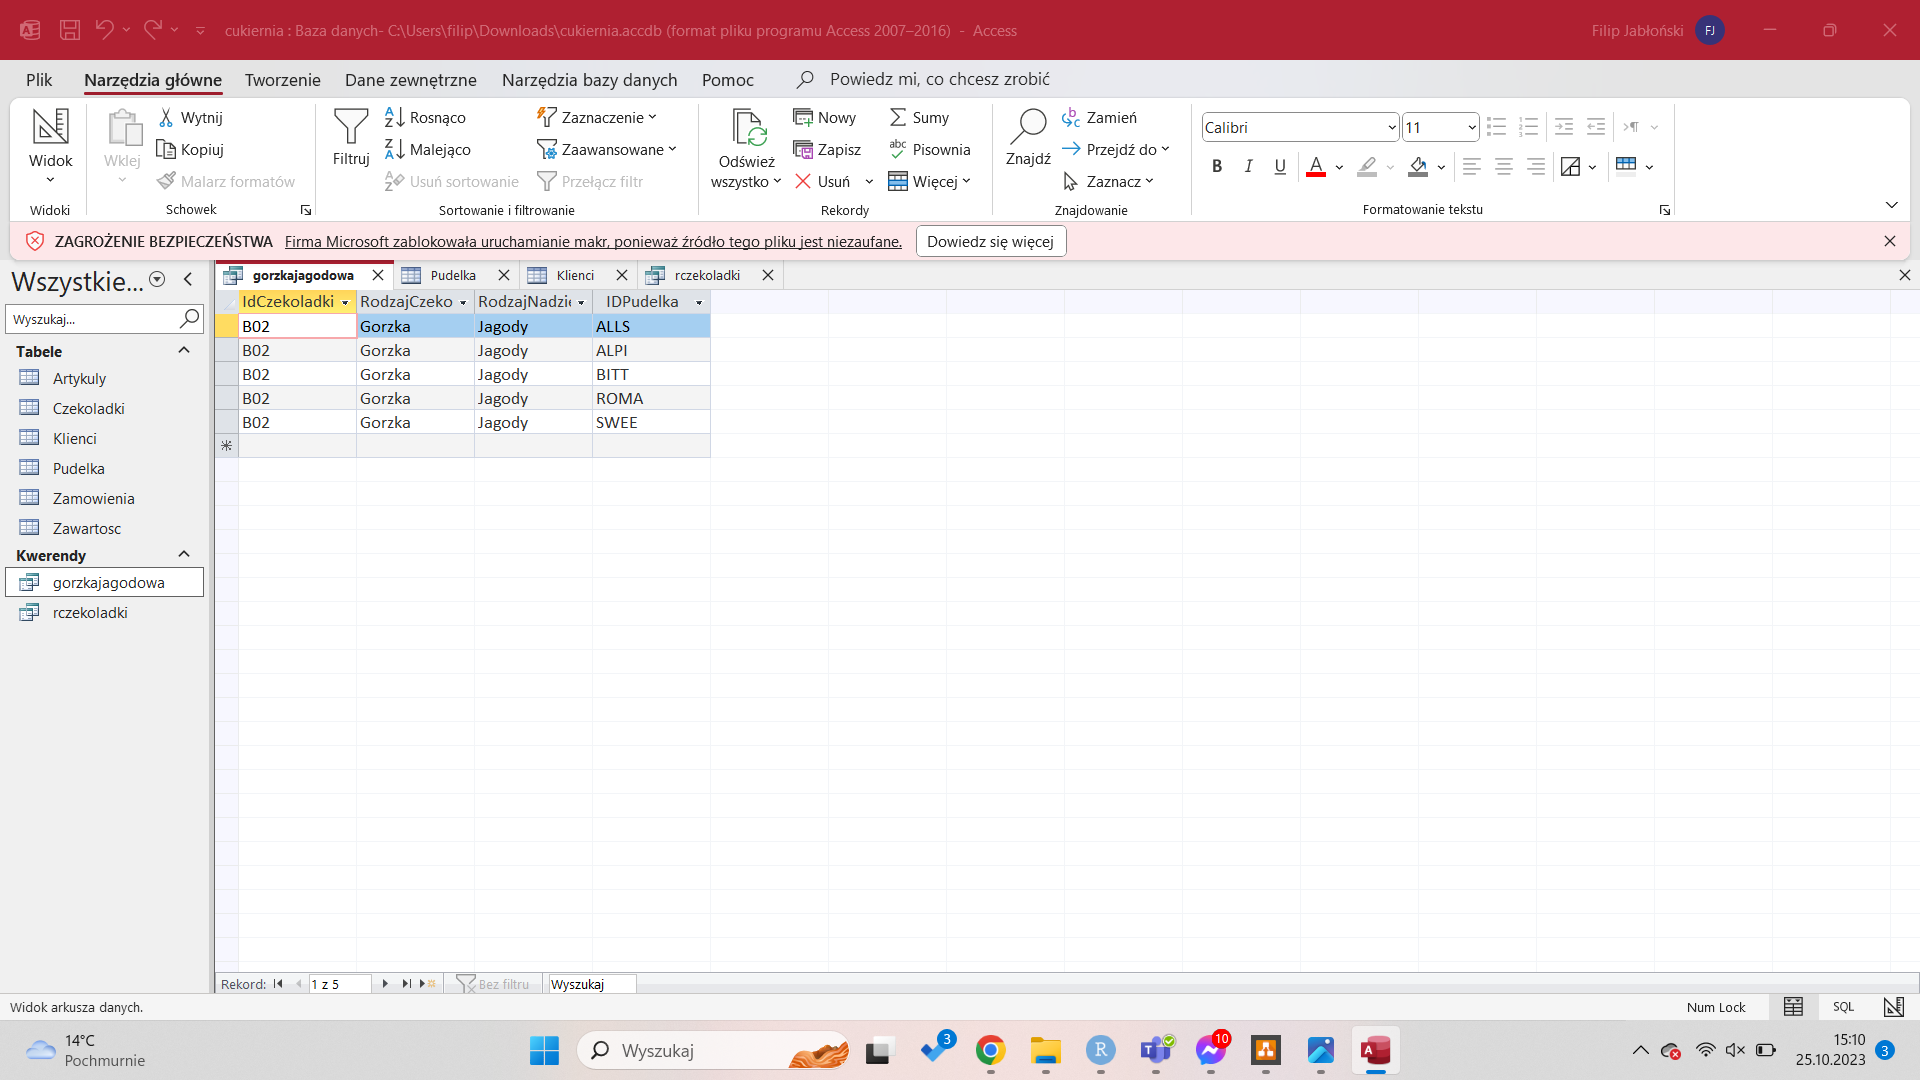 cukiernia : Baza danych- C:\Users\filip\Downloads\cukiernia.accdb (format pliku programu Access 2007–2016) - Access
Filip Jabłoński FJ
Plik Narzędzia główne Tworzenie Dane zewnętrzne Narzędzia bazy danych Pomoc Powiedz mi, co chcesz zrobić
Widok
Widoki
Wklej
Wytnij
Kopiuj
Malarz formatów
Schowek
Filtruj
Rosnąco
Malejąco
Usuń sortowanie
Zaznaczenie
Zaawansowane
Przełącz filtr
Sortowanie i filtrowanie
Odśwież
wszystko
Nowy
Zapisz
Usuń
Sumy
Pisownia
Więcej
Rekordy
Znajdź
Zamień
Przejdź do
Zaznacz
Znajdowanie
Calibri 11
B I U A
Formatowanie tekstu
ZAGROŻENIE BEZPIECZEŃSTWA Firma Microsoft zablokowała uruchamianie makr, ponieważ źródło tego pliku jest niezaufane. Dowiedz się więcej
Wszystkie...
Wyszukaj...
Tabele
Artykuly
Czekoladki
Klienci
Pudelka
Zamowienia
Zawartosc
Kwerendy
gorzkajagodowa
rczekoladki
gorzkajagodowa Pudelka Klienci rczekoladki
IdCzekoladki RodzajCzeko RodzajNadzie IDPudelka
B02 Gorzka Jagody ALLS
B02 Gorzka Jagody ALPI
B02 Gorzka Jagody BITT
B02 Gorzka Jagody ROMA
B02 Gorzka Jagody SWEE
Rekord: 1 z 5 Bez filtru Wyszukaj
Widok arkusza danych.
Num Lock SQL
14°C
Pochmurnie
Wyszukaj
3
10
15:10
25.10.2023
3